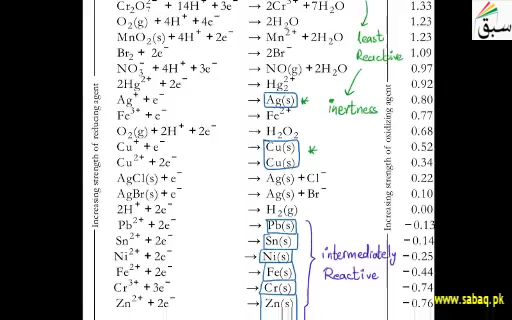 Cr₂O₇²⁻ + 14H⁺ + 3e⁻ → 2Cr³⁺ + 7H₂O 1.33
O₂(g) + 4H⁺ + 4e⁻ → 2H₂O 1.23
MnO₂(s) + 4H⁺ + 2e⁻ → Mn²⁺ + 2H₂O 1.23
Br₂ + 2e⁻ → 2Br⁻ 1.09
NO₃⁻ + 4H⁺ + 3e⁻ → NO(g) + 2H₂O 0.97
2Hg²⁺ + 2e⁻ → Hg₂²⁺ 0.92
Ag⁺ + e⁻ → Ag(s) 0.80
Fe³⁺ + e⁻ → Fe²⁺ 0.77
O₂(g) + 2H⁺ + 2e⁻ → H₂O₂ 0.68
Cu⁺ + e⁻ → Cu(s) 0.52
Cu²⁺ + 2e⁻ → Cu(s) 0.34
AgCl(s) + e⁻ → Ag(s) + Cl⁻ 0.22
AgBr(s) + e⁻ → Ag(s) + Br⁻ 0.10
2H⁺ + 2e⁻ → H₂(g) 0.00
Pb²⁺ + 2e⁻ → Pb(s) −0.13
Sn²⁺ + 2e⁻ → Sn(s) −0.14
Ni²⁺ + 2e⁻ → Ni(s) −0.25
Fe²⁺ + 2e⁻ → Fe(s) −0.44
Cr³⁺ + 3e⁻ → Cr(s) −0.74
Zn²⁺ + 2e⁻ → Zn(s) −0.76
Increasing strength of reducing agent
Increasing strength of oxidizing agent
least
Reactive
inertness
intermediately
Reactive
سبق
www.sabaq.pk